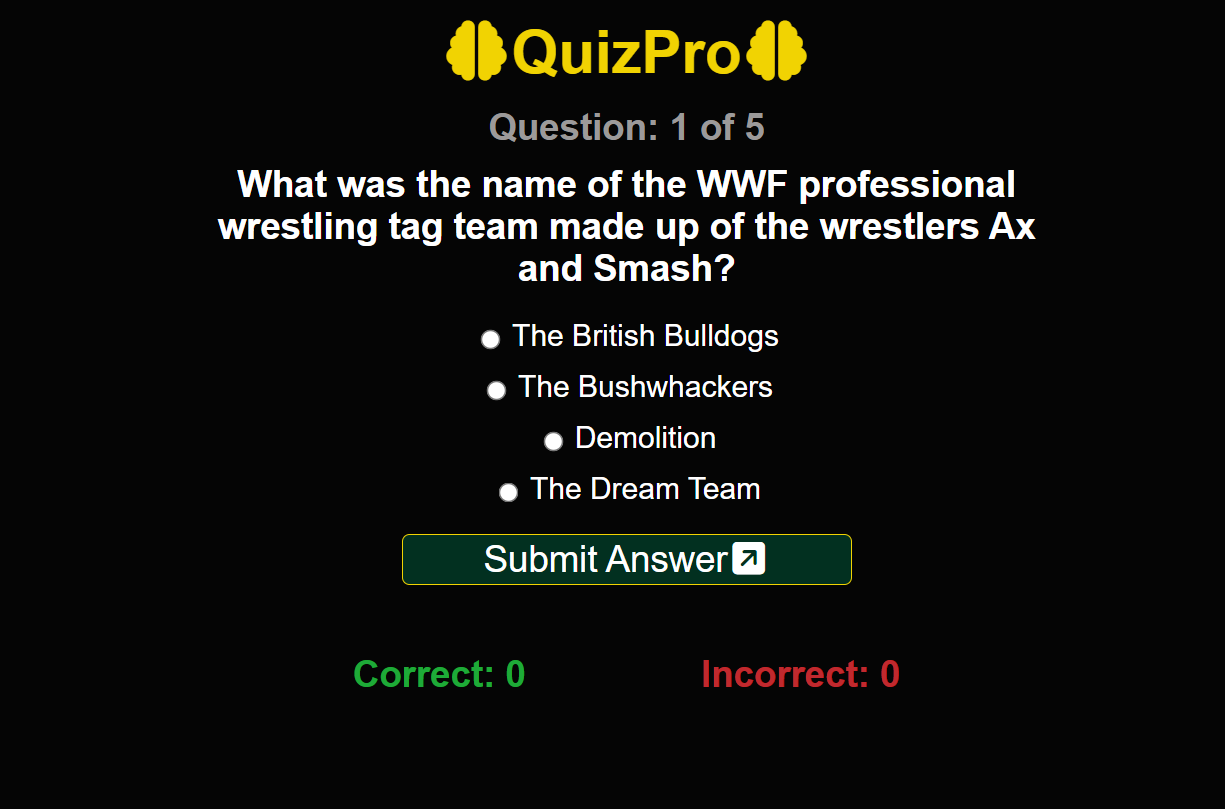 QuizPro
Question: 1 of 5
What was the name of the WWF professional
wrestling tag team made up of the wrestlers Ax
and Smash?
The British Bulldogs
The Bushwhackers
Demolition
The Dream Team
Submit Answer
Correct: 0
Incorrect: 0